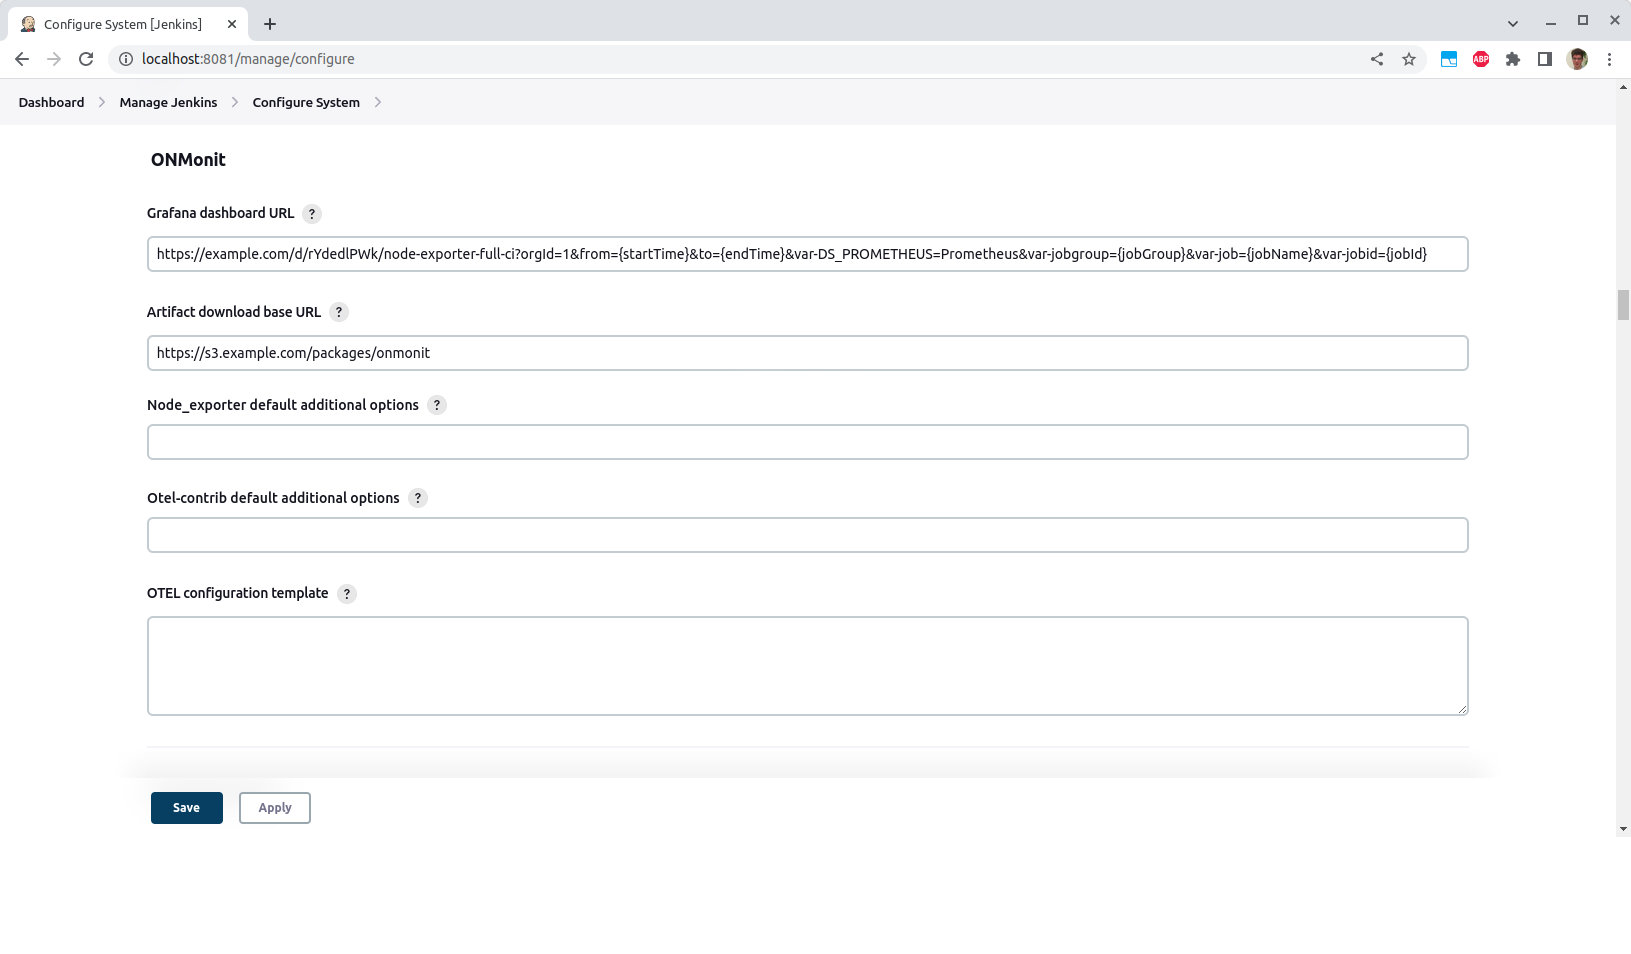 Configure System [Jenkins]
localhost:8081/manage/configure
ABP
Dashboard Manage Jenkins Configure System
ONMonit
Grafana dashboard URL ?
https://example.com/d/rYdedlPWk/node-exporter-full-ci?orgId=1&from={startTime}&to={endTime}&var-DS_PROMETHEUS=Prometheus&var-jobgroup={jobGroup}&var-job={jobName}&var-jobid={jobId}
Artifact download base URL ?
https://s3.example.com/packages/onmonit
Node_exporter default additional options ?
Otel-contrib default additional options ?
OTEL configuration template ?
Save Apply